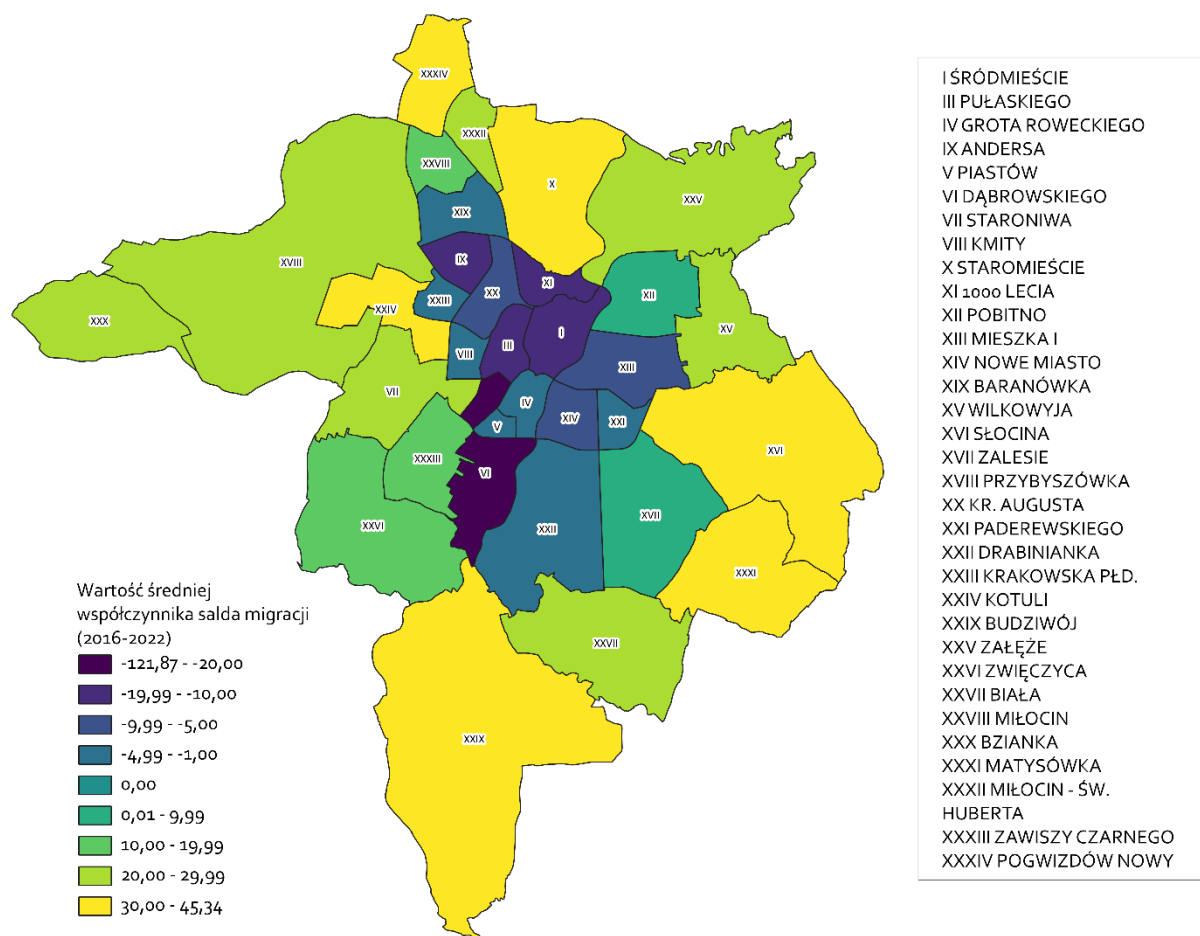 XXXIV
XXXII
XXVIII
X
XXV
XIX
IX
XI
XVIII
XX
XII
XXIII
XXIV
XXX
I
XV
III
VIII
XIII
VII
IV
XIV
XXI
V
XVI
XXXIII
VI
XVII
XXVI
XXII
XXXI
XXVII
XXIX
Wartość średniej
współczynnika salda migracji
(2016-2022)
-121,87 - -20,00
-19,99 - -10,00
-9,99 - -5,00
-4,99 - -1,00
0,00
0,01 - 9,99
10,00 - 19,99
20,00 - 29,99
30,00 - 45,34
I ŚRÓDMIEŚCIE
III PUŁASKIEGO
IV GROTA ROWECKIEGO
IX ANDERSA
V PIASTÓW
VI DĄBROWSKIEGO
VII STARONIWA
VIII KMITY
X STAROMIEŚCIE
XI 1000 LECIA
XII POBITNO
XIII MIESZKA I
XIV NOWE MIASTO
XIX BARANÓWKA
XV WILKOWYJA
XVI SŁOCINA
XVII ZALESIE
XVIII PRZYBYSZÓWKA
XX KR. AUGUSTA
XXI PADEREWSKIEGO
XXII DRABINIANKA
XXIII KRAKOWSKA PŁD.
XXIV KOTULI
XXIX BUDZIWÓJ
XXV ZAŁĘŻE
XXVI ZWIĘCZYCA
XXVII BIAŁA
XXVIII MIŁOCIN
XXX BZIANKA
XXXI MATYSÓWKA
XXXII MIŁOCIN - ŚW.
HUBERTA
XXXIII ZAWISZY CZARNEGO
XXXIV POGWIZDÓW NOWY